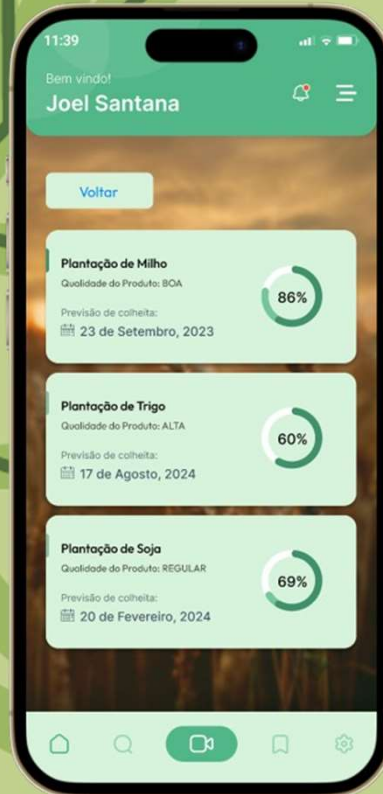 11:39
Bem vindo!
Joel Santana
Voltar
Plantação de Milho
Qualidade do Produto: BOA
86%
Previsão de colheita:
23 de Setembro, 2023
Plantação de Trigo
Qualidade do Produto: ALTA
60%
Previsão de colheita:
17 de Agosto, 2024
Plantação de Soja
Qualidade do Produto: REGULAR
69%
Previsão de colheita:
20 de Fevereiro, 2024